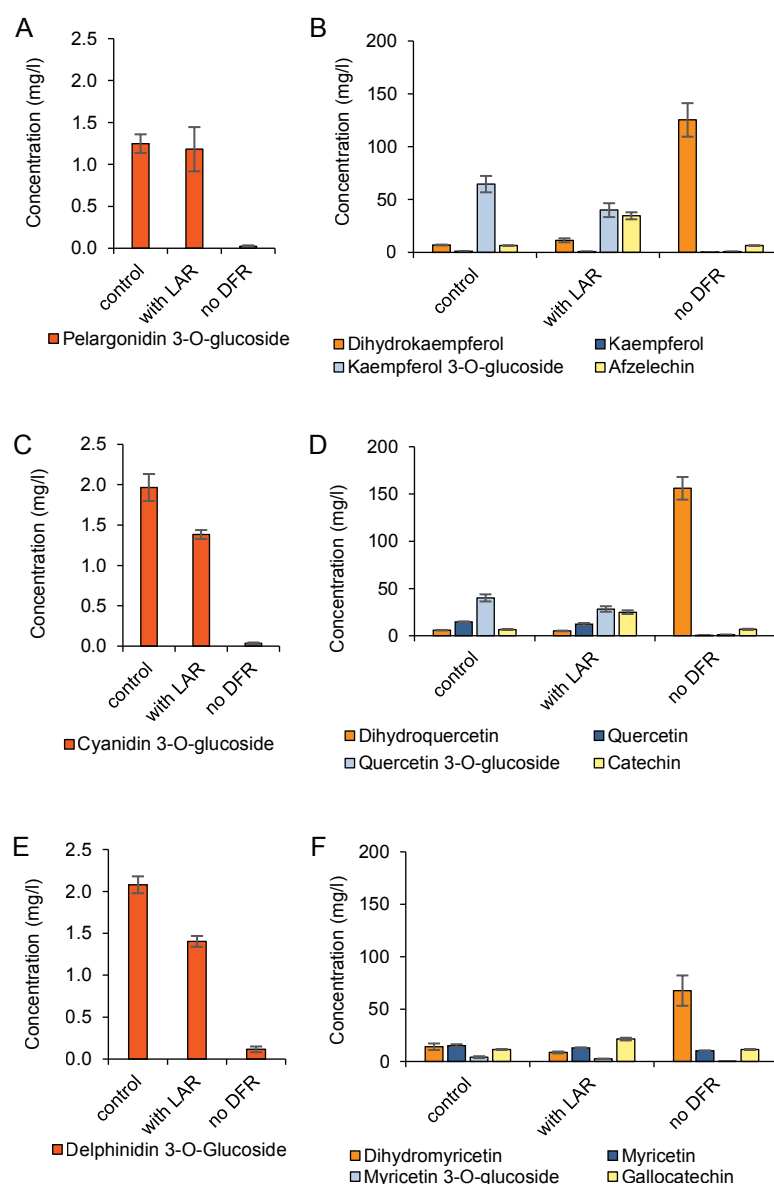 A
Concentration (mg/l)
2.5
2.0
1.5
1.0
0.5
0.0
control
with LAR
no DFR
Pelargonidin 3-O-glucoside
B
Concentration (mg/l)
200
150
100
50
0
control
with LAR
no DFR
Dihydrokaempferol Kaempferol
Kaempferol 3-O-glucoside Afzelechin
C
Concentration (mg/l)
2.5
2.0
1.5
1.0
0.5
0.0
control
with LAR
no DFR
Cyanidin 3-O-glucoside
D
Concentration (mg/l)
200
150
100
50
0
control
with LAR
no DFR
Dihydroquercetin Quercetin
Quercetin 3-O-glucoside Catechin
E
Concentration (mg/l)
2.5
2.0
1.5
1.0
0.5
0.0
control
with LAR
no DFR
Delphinidin 3-O-Glucoside
F
Concentration (mg/l)
200
150
100
50
0
control
with LAR
no DFR
Dihydromyricetin Myricetin
Myricetin 3-O-glucoside Gallocatechin